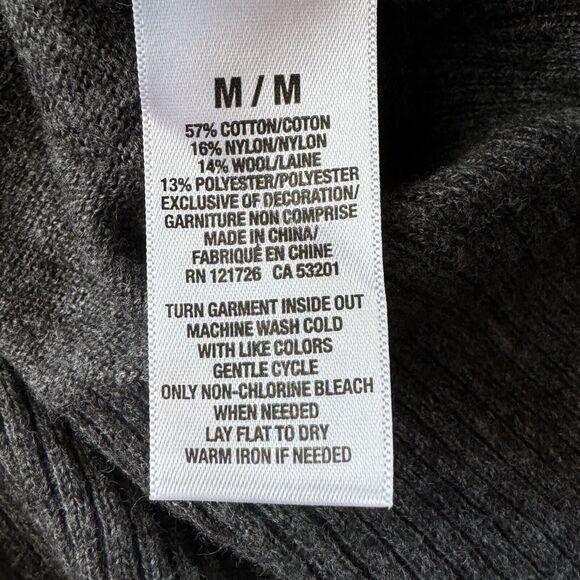 M / M
57% COTTON/COTON
16% NYLON/NYLON
14% WOOL/LAINE
13% POLYESTER/POLYESTER
EXCLUSIVE OF DECORATION/
GARNITURE NON COMPRISE
MADE IN CHINA/
FABRIQUÉ EN CHINE
RN 121726 CA 53201
TURN GARMENT INSIDE OUT
MACHINE WASH COLD
WITH LIKE COLORS
GENTLE CYCLE
ONLY NON-CHLORINE BLEACH
WHEN NEEDED
LAY FLAT TO DRY
WARM IRON IF NEEDED